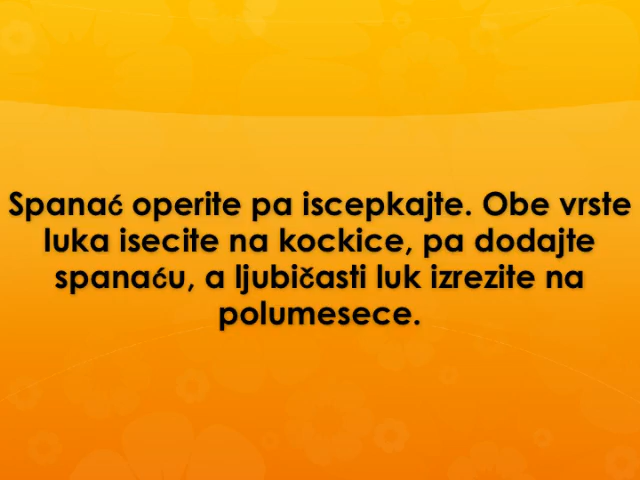 Spanać operite pa iscepkajte. Obe vrste
luka isecite na kockice, pa dodajte
spanaću, a ljubičasti luk izrezite na
polumesece.